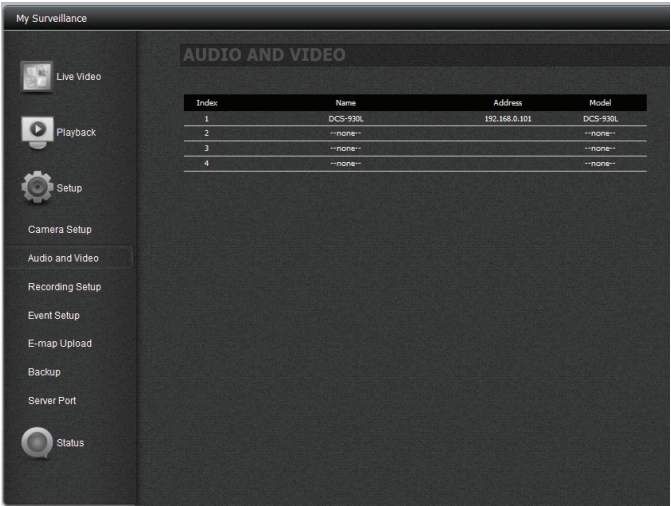 My Surveillance
Live Video
Playback
Setup
Camera Setup
Audio and Video
Recording Setup
Event Setup
E-map Upload
Backup
Server Port
Status
AUDIO AND VIDEO
Index Name Address Model
1 DCS-930L 192.168.0.101 DCS-930L
2 --none-- --none--
3 --none-- --none--
4 --none-- --none--